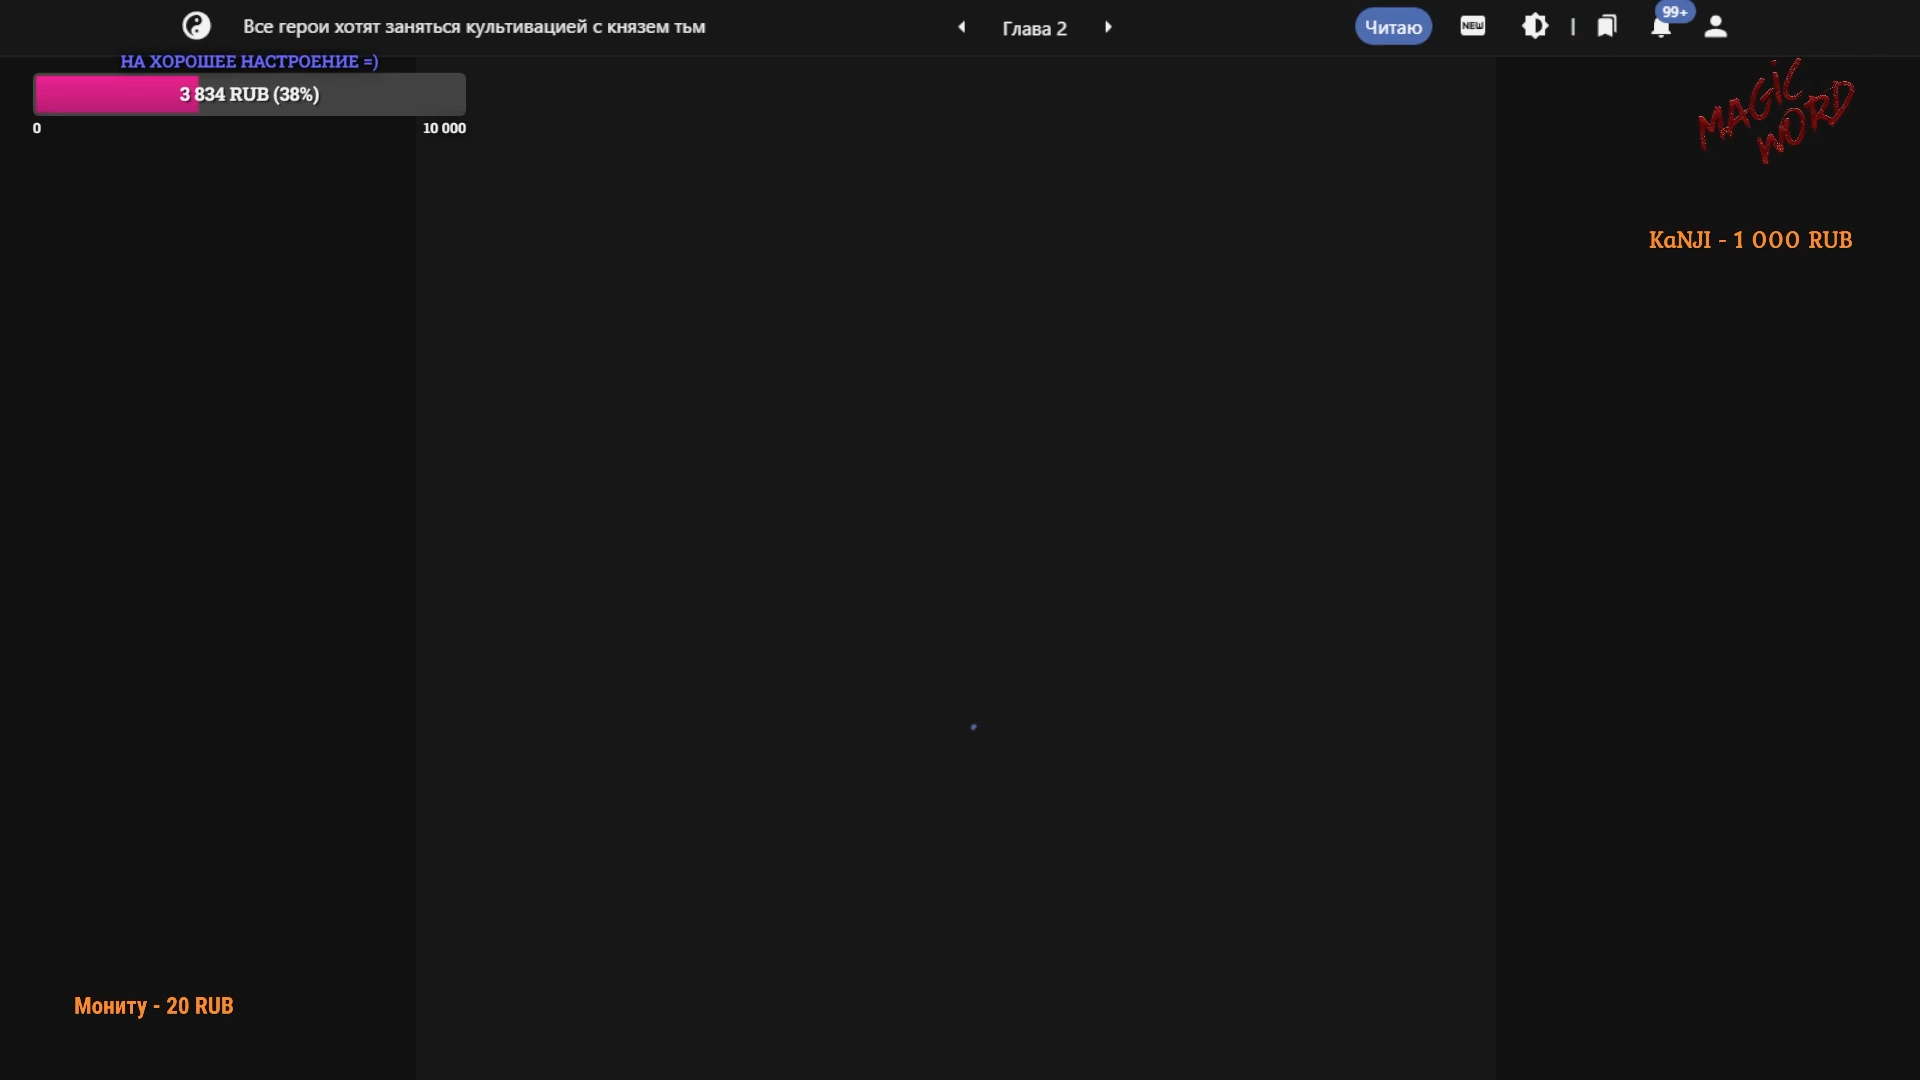 Все герои хотят заняться культивацией с князем тьм
Глава 2
Читаю
NEW
99+
НА ХОРОШЕЕ НАСТРОЕНИЕ =)
3 834 RUB (38%)
0
10 000
MAGIC
WORD
KaNJI - 1 000 RUB
Мониту - 20 RUB